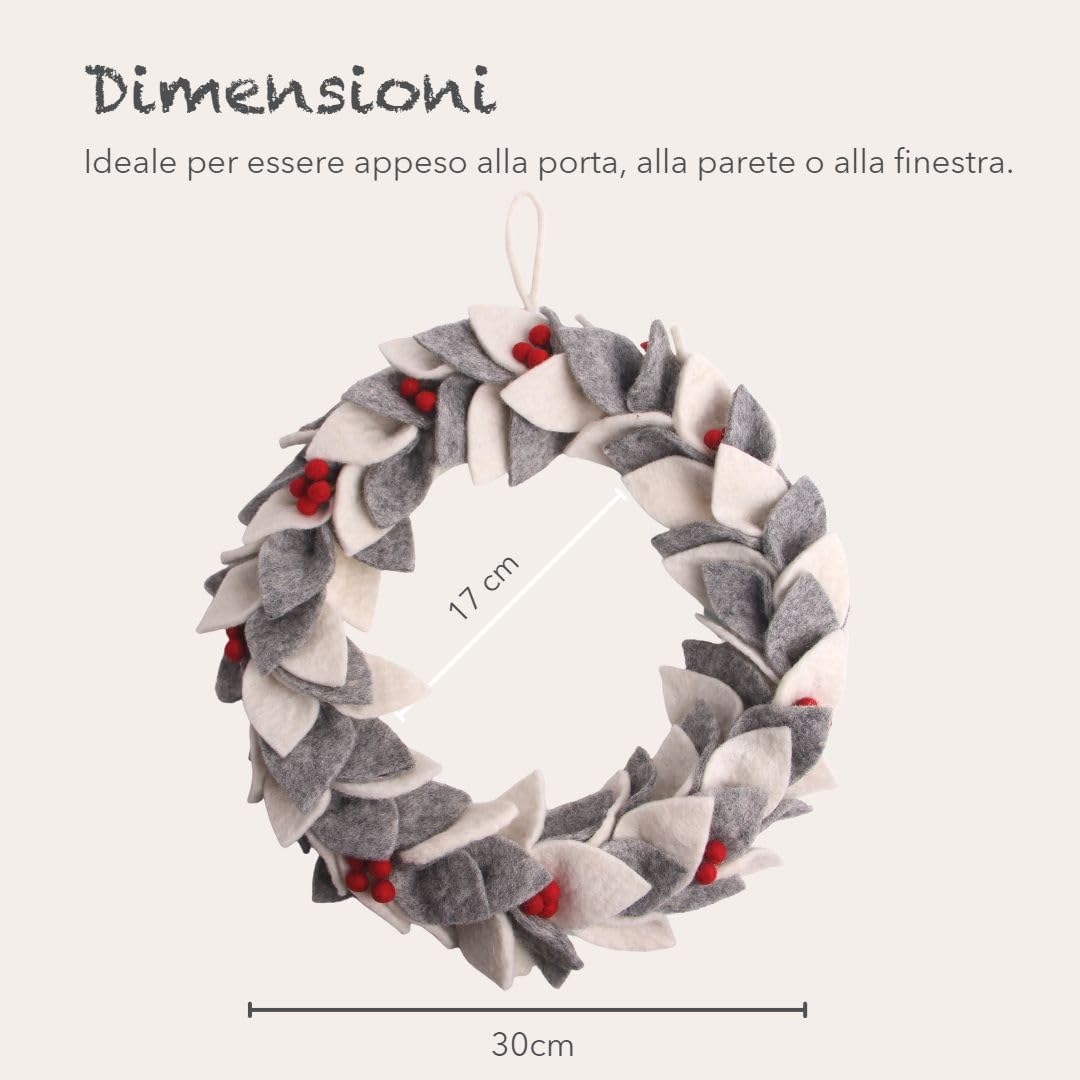 Dimensioni
Ideale per essere appeso alla porta, alla parete o alla finestra.
17 cm
30cm